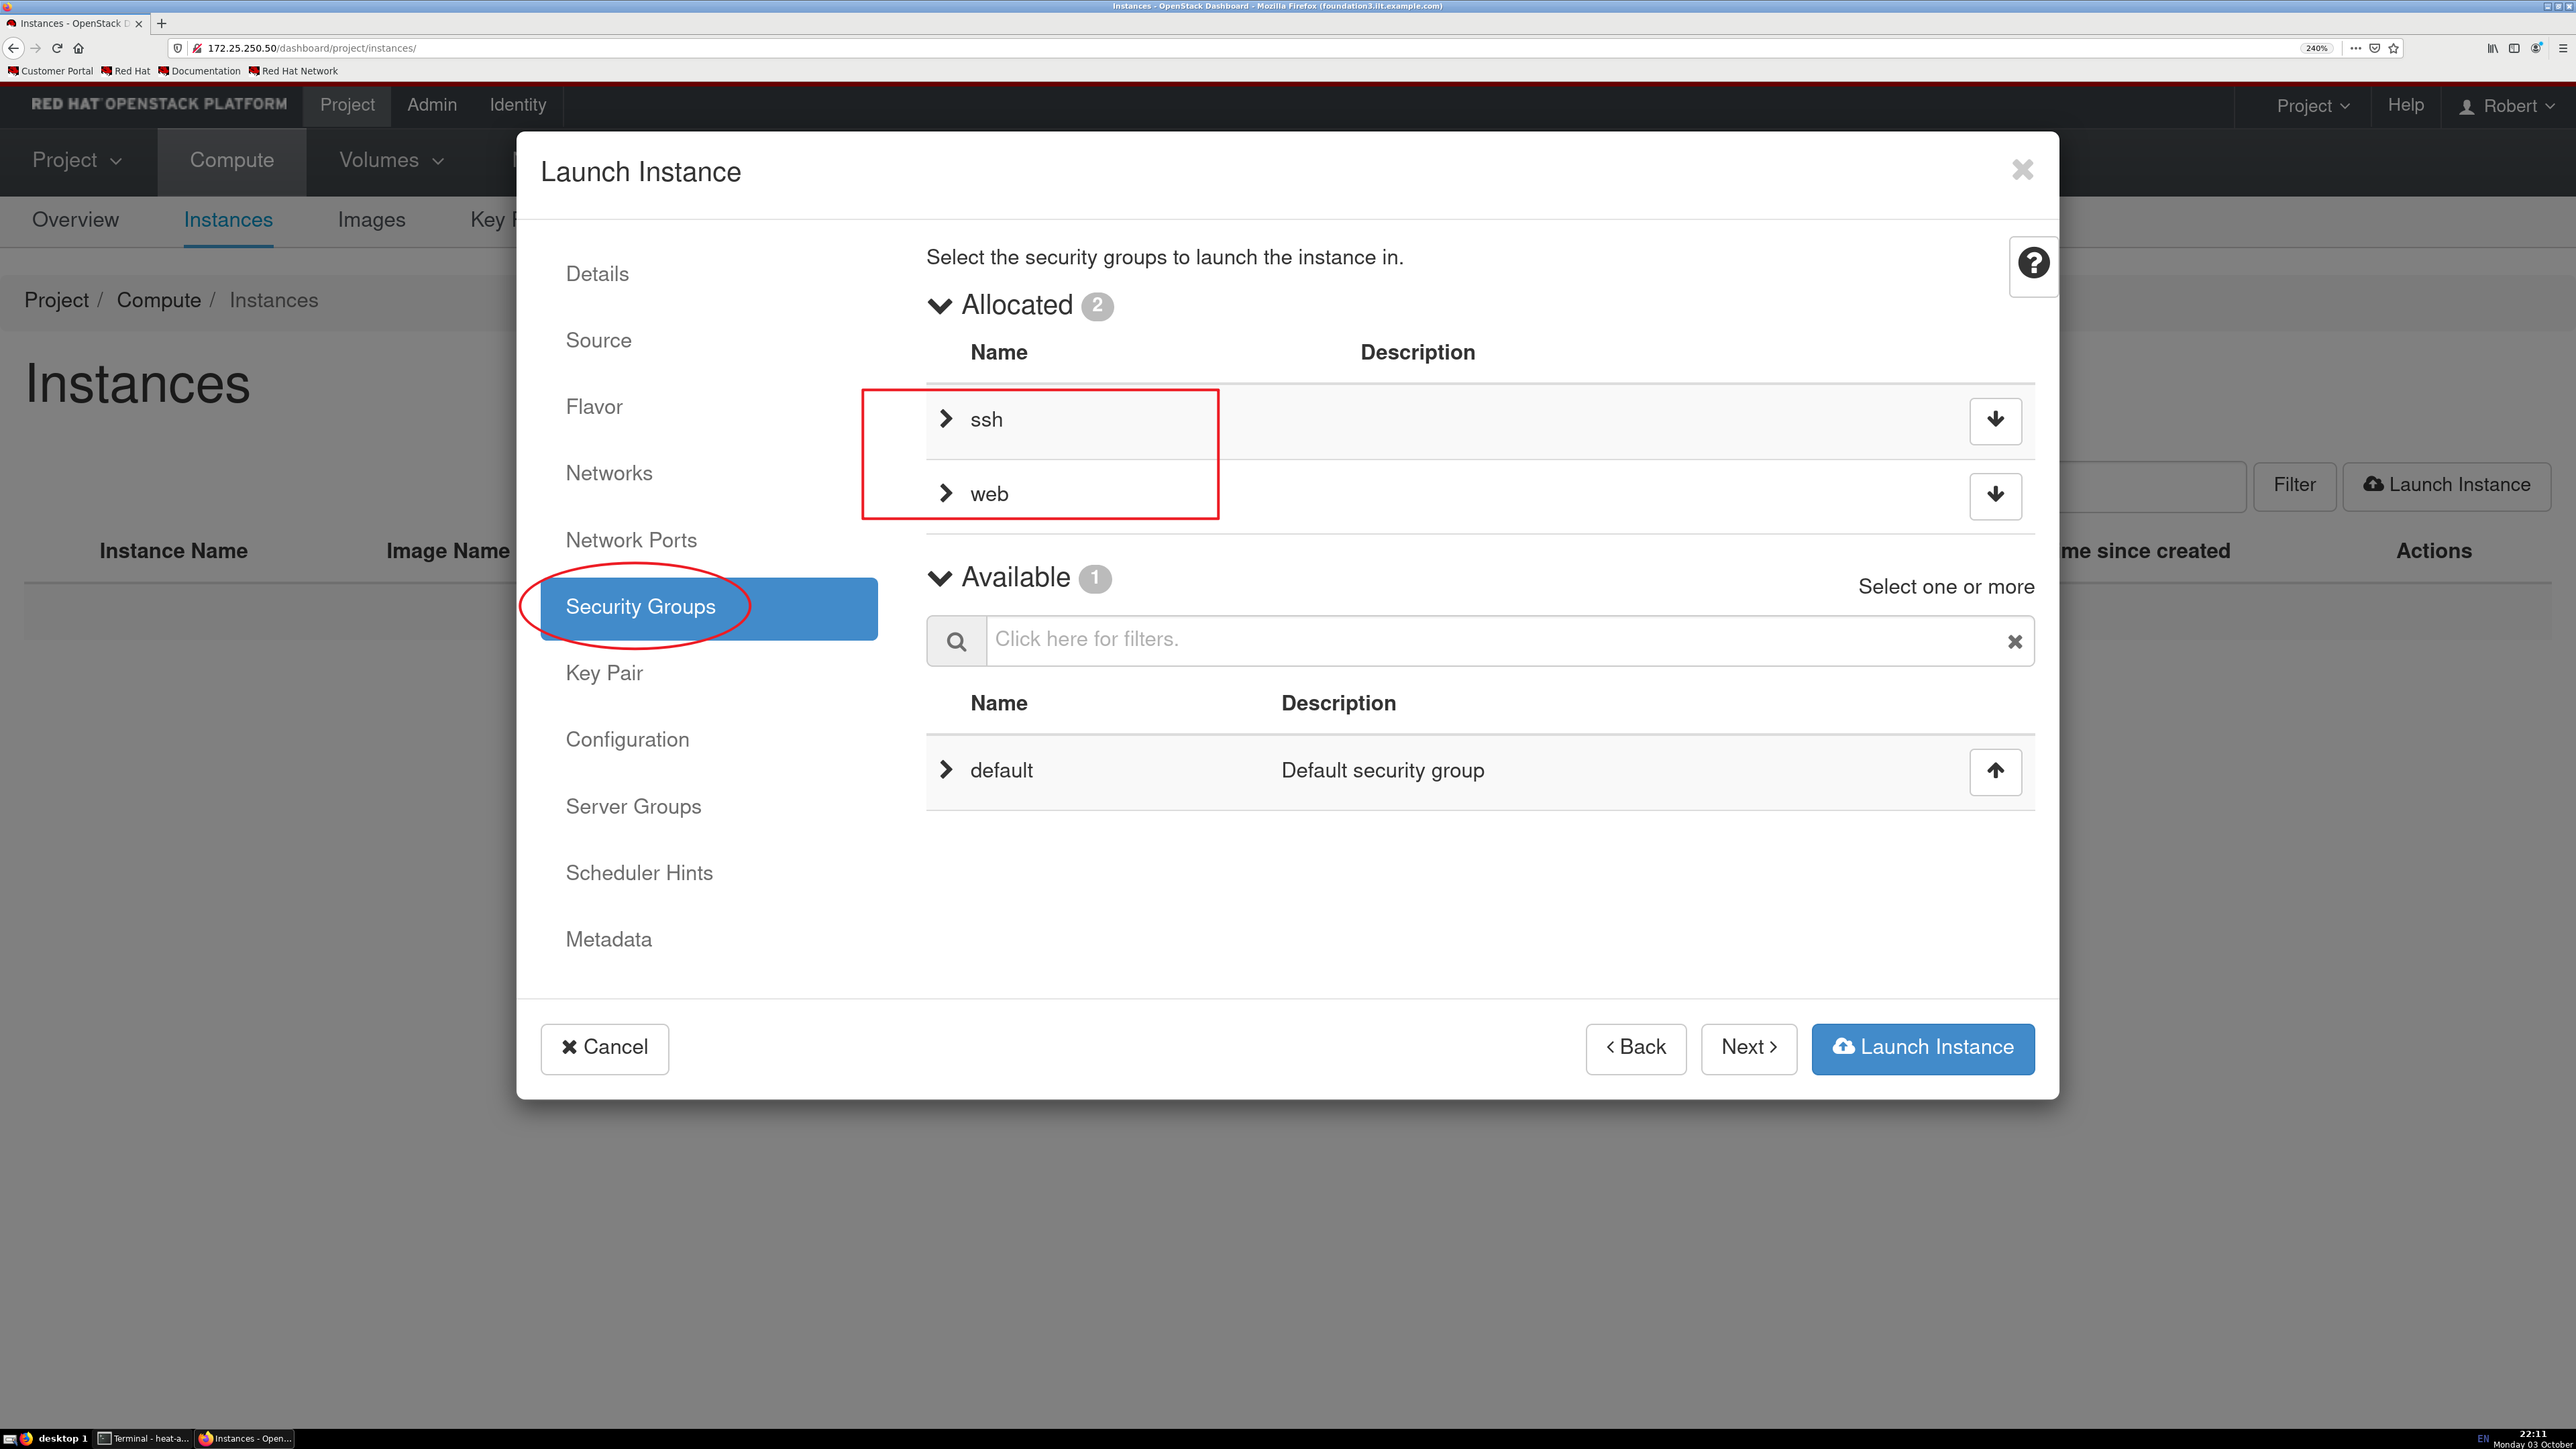 Instances - OpenStack Dashboard - Mozilla Firefox (foundation3.ilt.example.com)
Instances - OpenStack D
172.25.250.50/dashboard/project/instances/
240%
Customer Portal Red Hat Documentation Red Hat Network
RED HAT OPENSTACK PLATFORM Project Admin Identity Project Help Robert
Project Compute Volumes
Launch Instance
Overview Instances Images Key
Select the security groups to launch the instance in.
Details
Project / Compute / Instances
Allocated 2
Source
Name Description
Instances
Flavor
ssh
Networks
web
Filter Launch Instance
Network Ports
Instance Name Image Name me since created Actions
Available 1
Select one or more
Security Groups
Click here for filters.
Key Pair
Name Description
Configuration
default Default security group
Server Groups
Scheduler Hints
Metadata
Cancel Back Next Launch Instance
desktop 1 Terminal - heat-a... Instances - Open...
EN 22:11
Monday 03 October